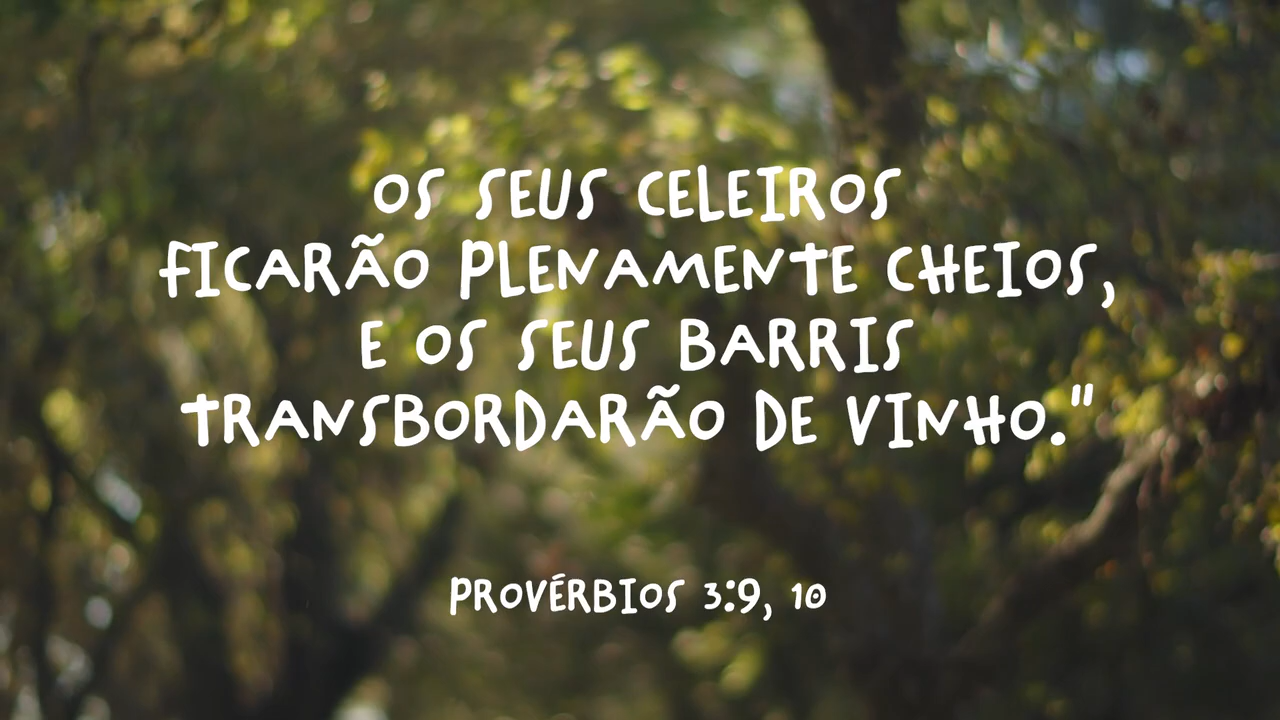 OS SEUS CELEIROS
FICARÃO PLENAMENTE CHEIOS,
E OS SEUS BARRIS
TRANSBORDARÃO DE VINHO."
PROVÉRBIOS 3:9, 10